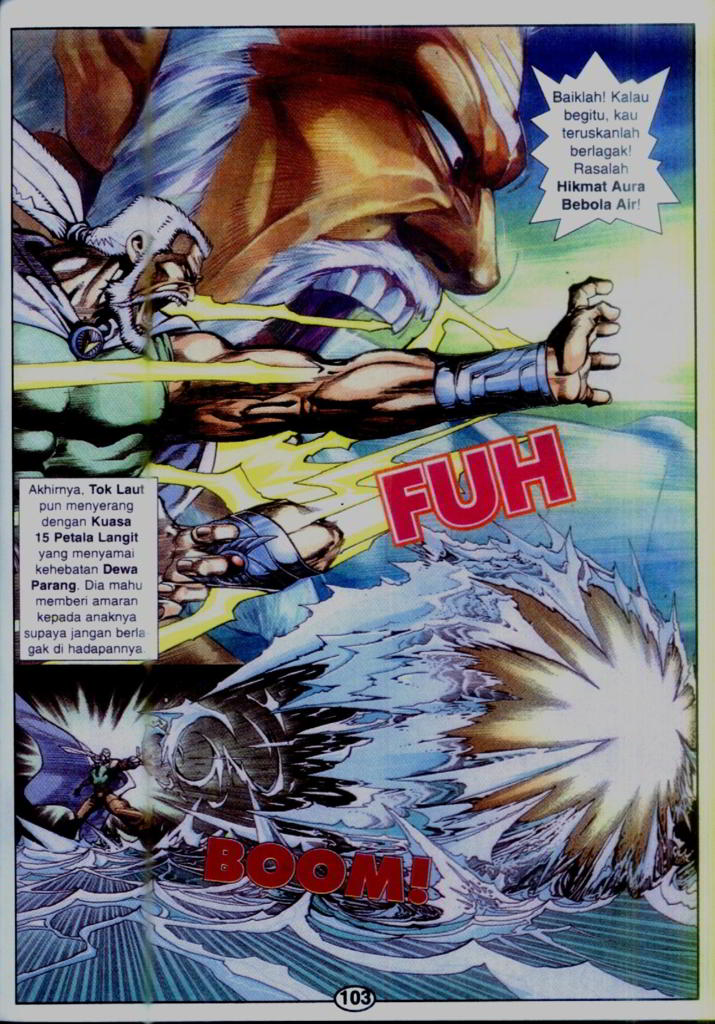 Baiklah! Kalau
begitu, kau
teruskanlah
berlagak!
Rasalah
Hikmat Aura
Bebola Air!
FUH
Akhirnya, Tok Laut
pun menyerang
dengan Kuasa
15 Petala Langit
yang menyamai
kehebatan Dewa
Parang. Dia mahu
memberi amaran
kepada anaknya
supaya jangan berla-
gak di hadapannya.
BOOM!
103